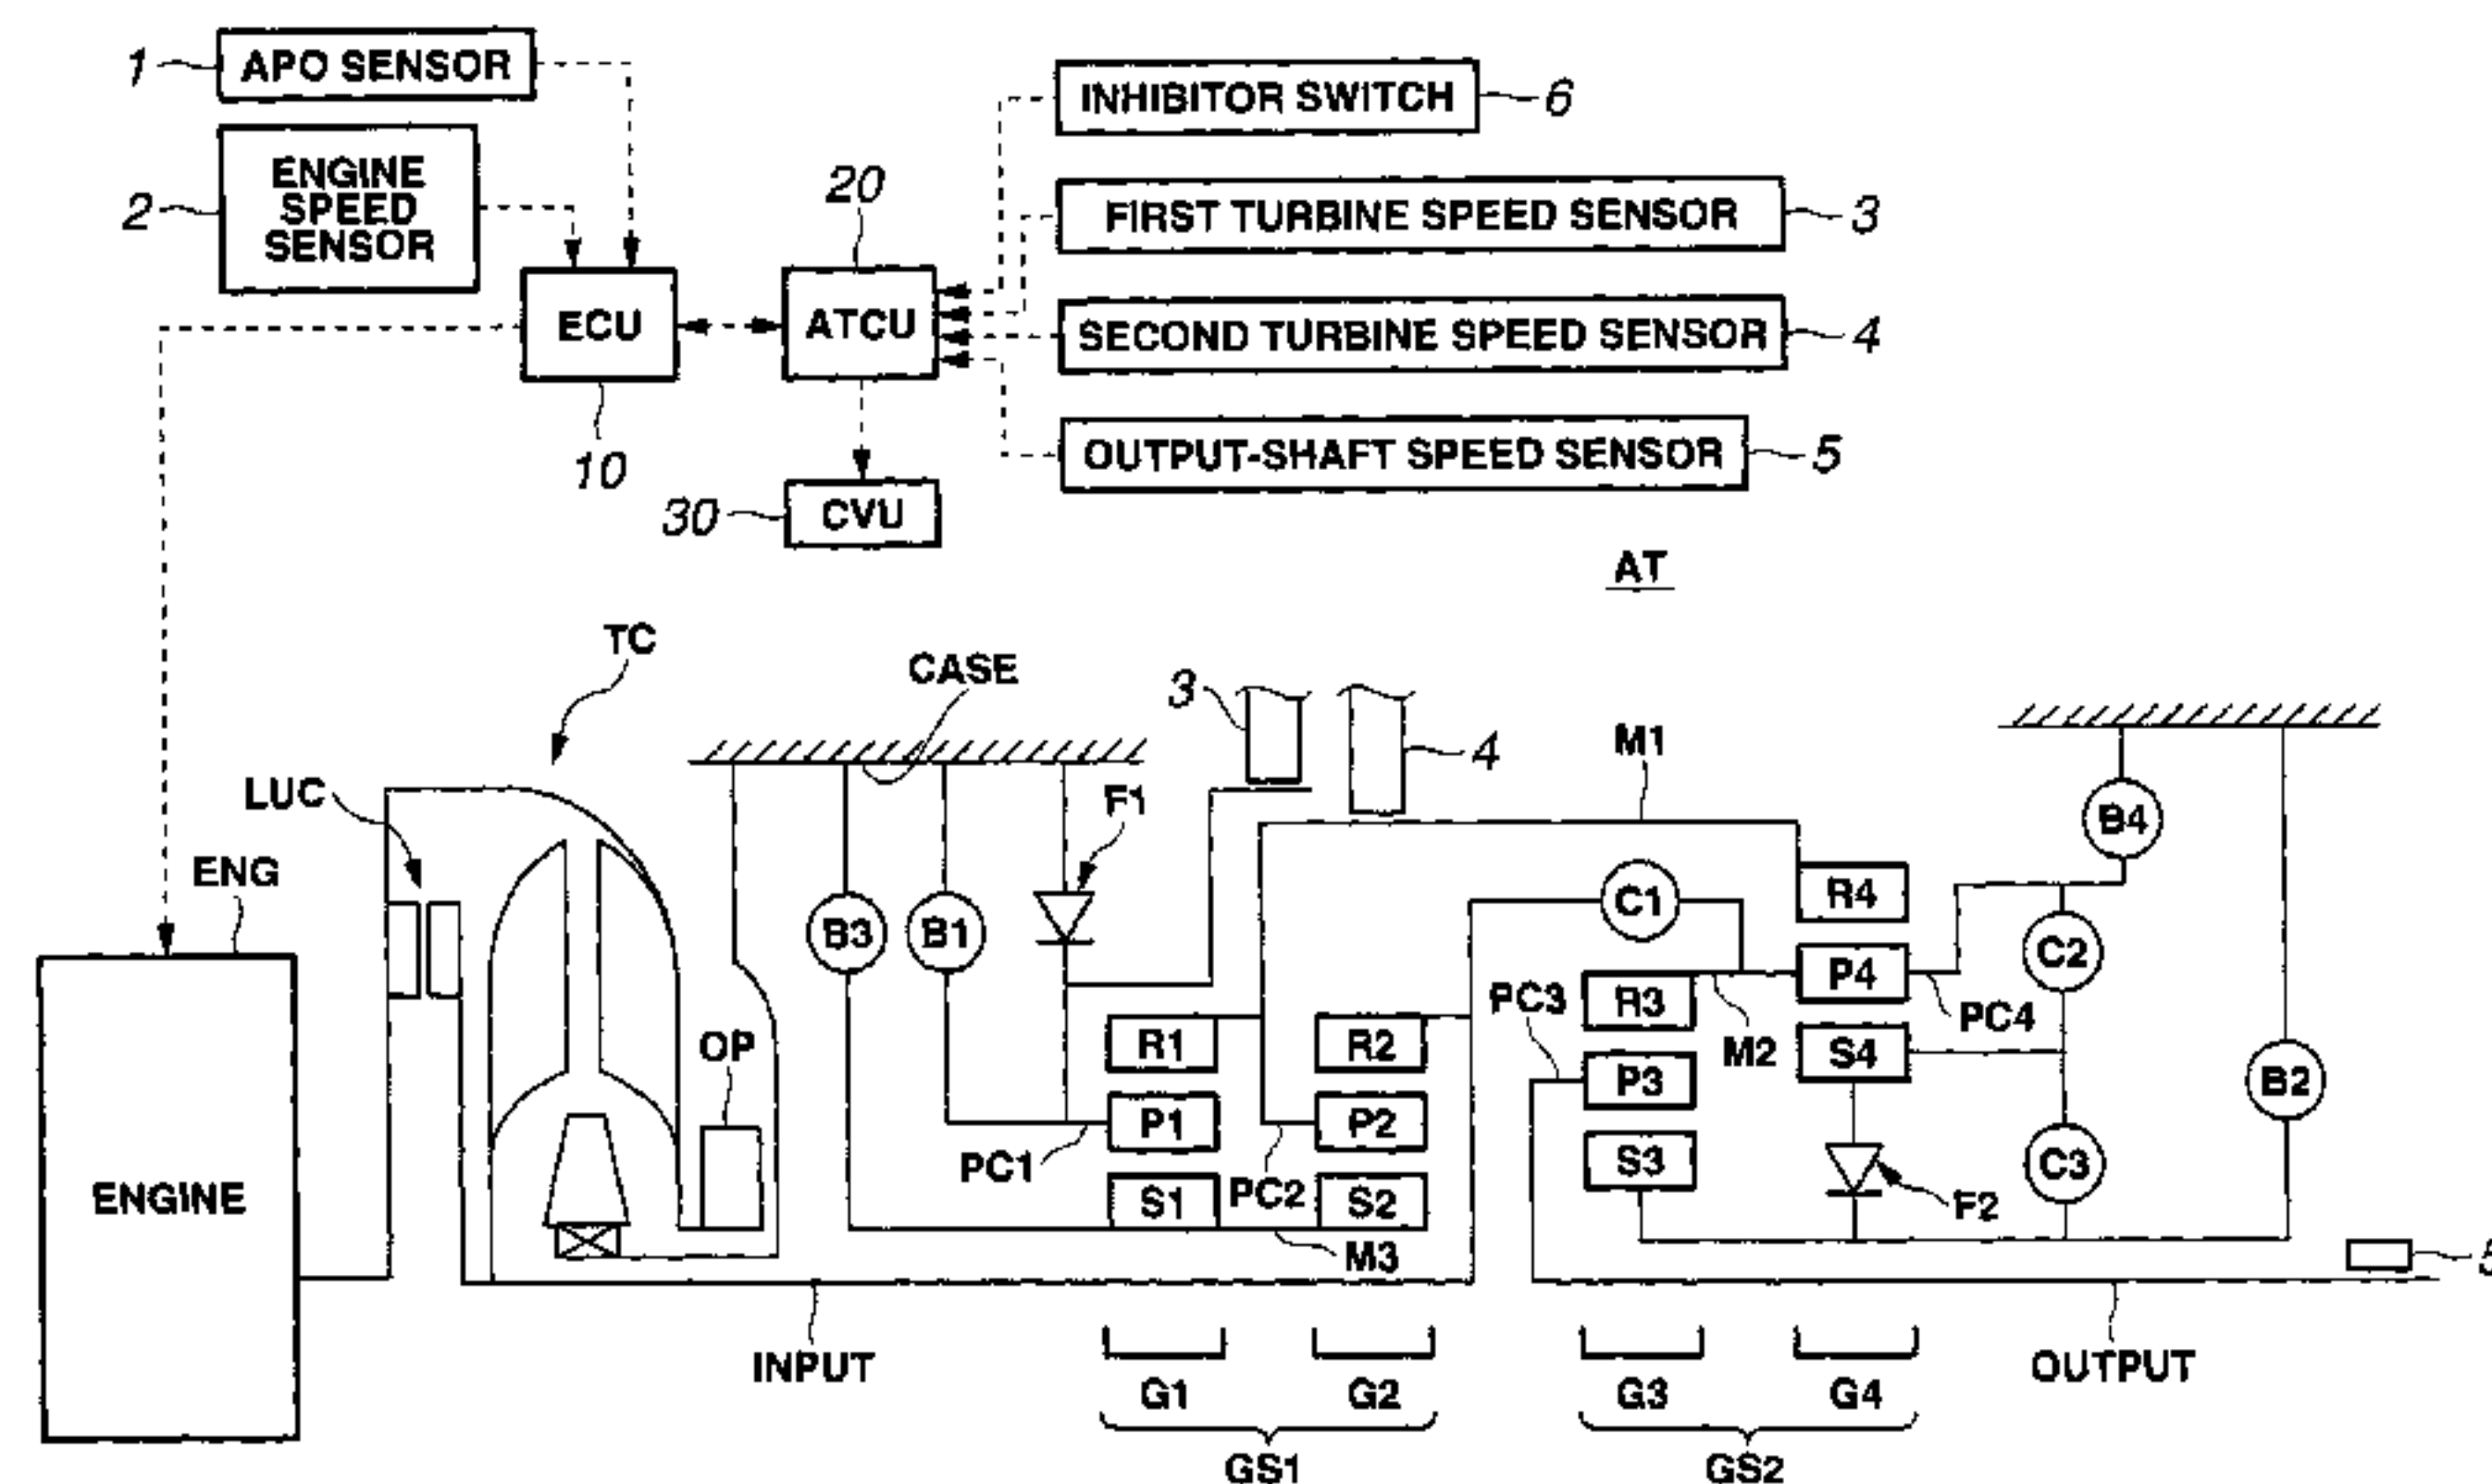 1 APO SENSOR
2 ENGINE
SPEED
SENSOR
INHIBITOR SWITCH 6
20
FIRST TURBINE SPEED SENSOR 3
ECU
ATCU
SECOND TURBINE SPEED SENSOR 4
10
OUTPUT-SHAFT SPEED SENSOR 5
30 CVU
AT
TC
CASE
3
4
M1
LUC
F1
B4
ENG
C1
R4
B3
B1
C2
P4
PC3
R3
PC4
OP
R1
R2
M2
S4
P3
B2
P1
P2
PC1
S3
C3
PC2
ENGINE
S1
S2
F2
M3
5
INPUT
OUTPUT
G1
G2
G3
G4
GS1
GS2